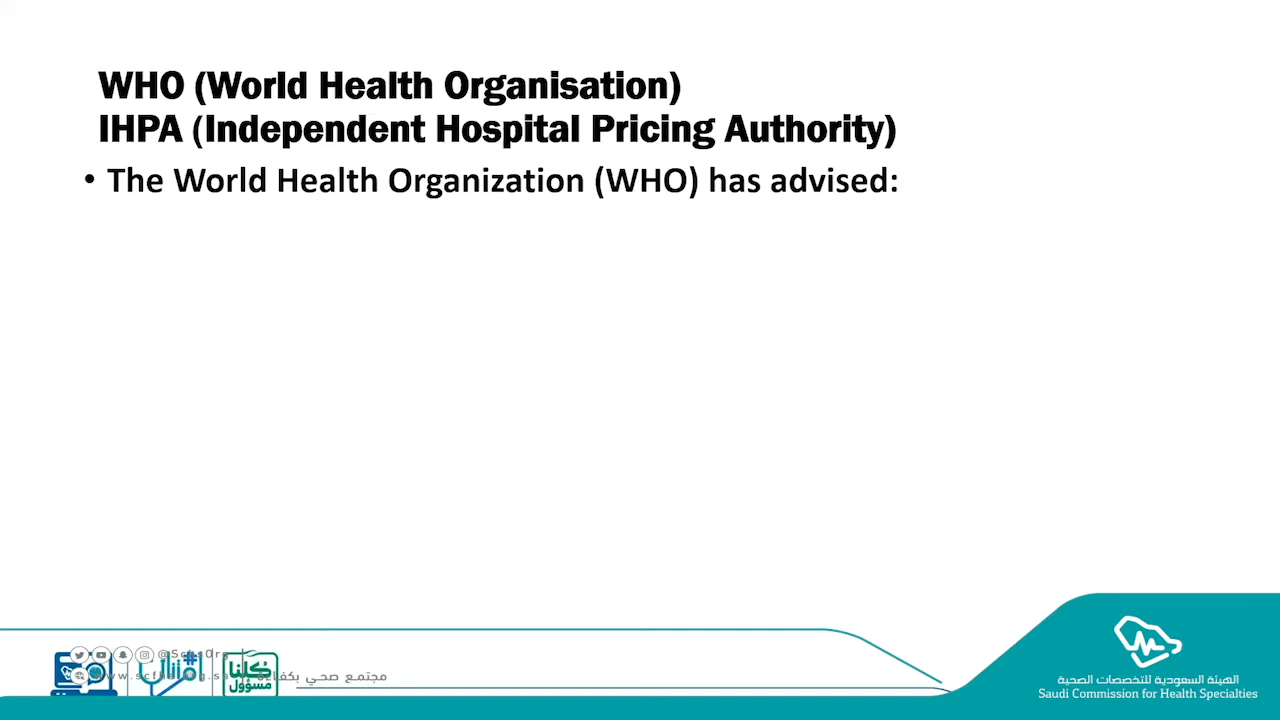 WHO (World Health Organisation)
IHPA (Independent Hospital Pricing Authority)
• The World Health Organization (WHO) has advised:
كلنا
مسؤول
مجتمع صحي بكفاءة
الهيئة السعودية للتخصصات الصحية
Saudi Commission for Health Specialties